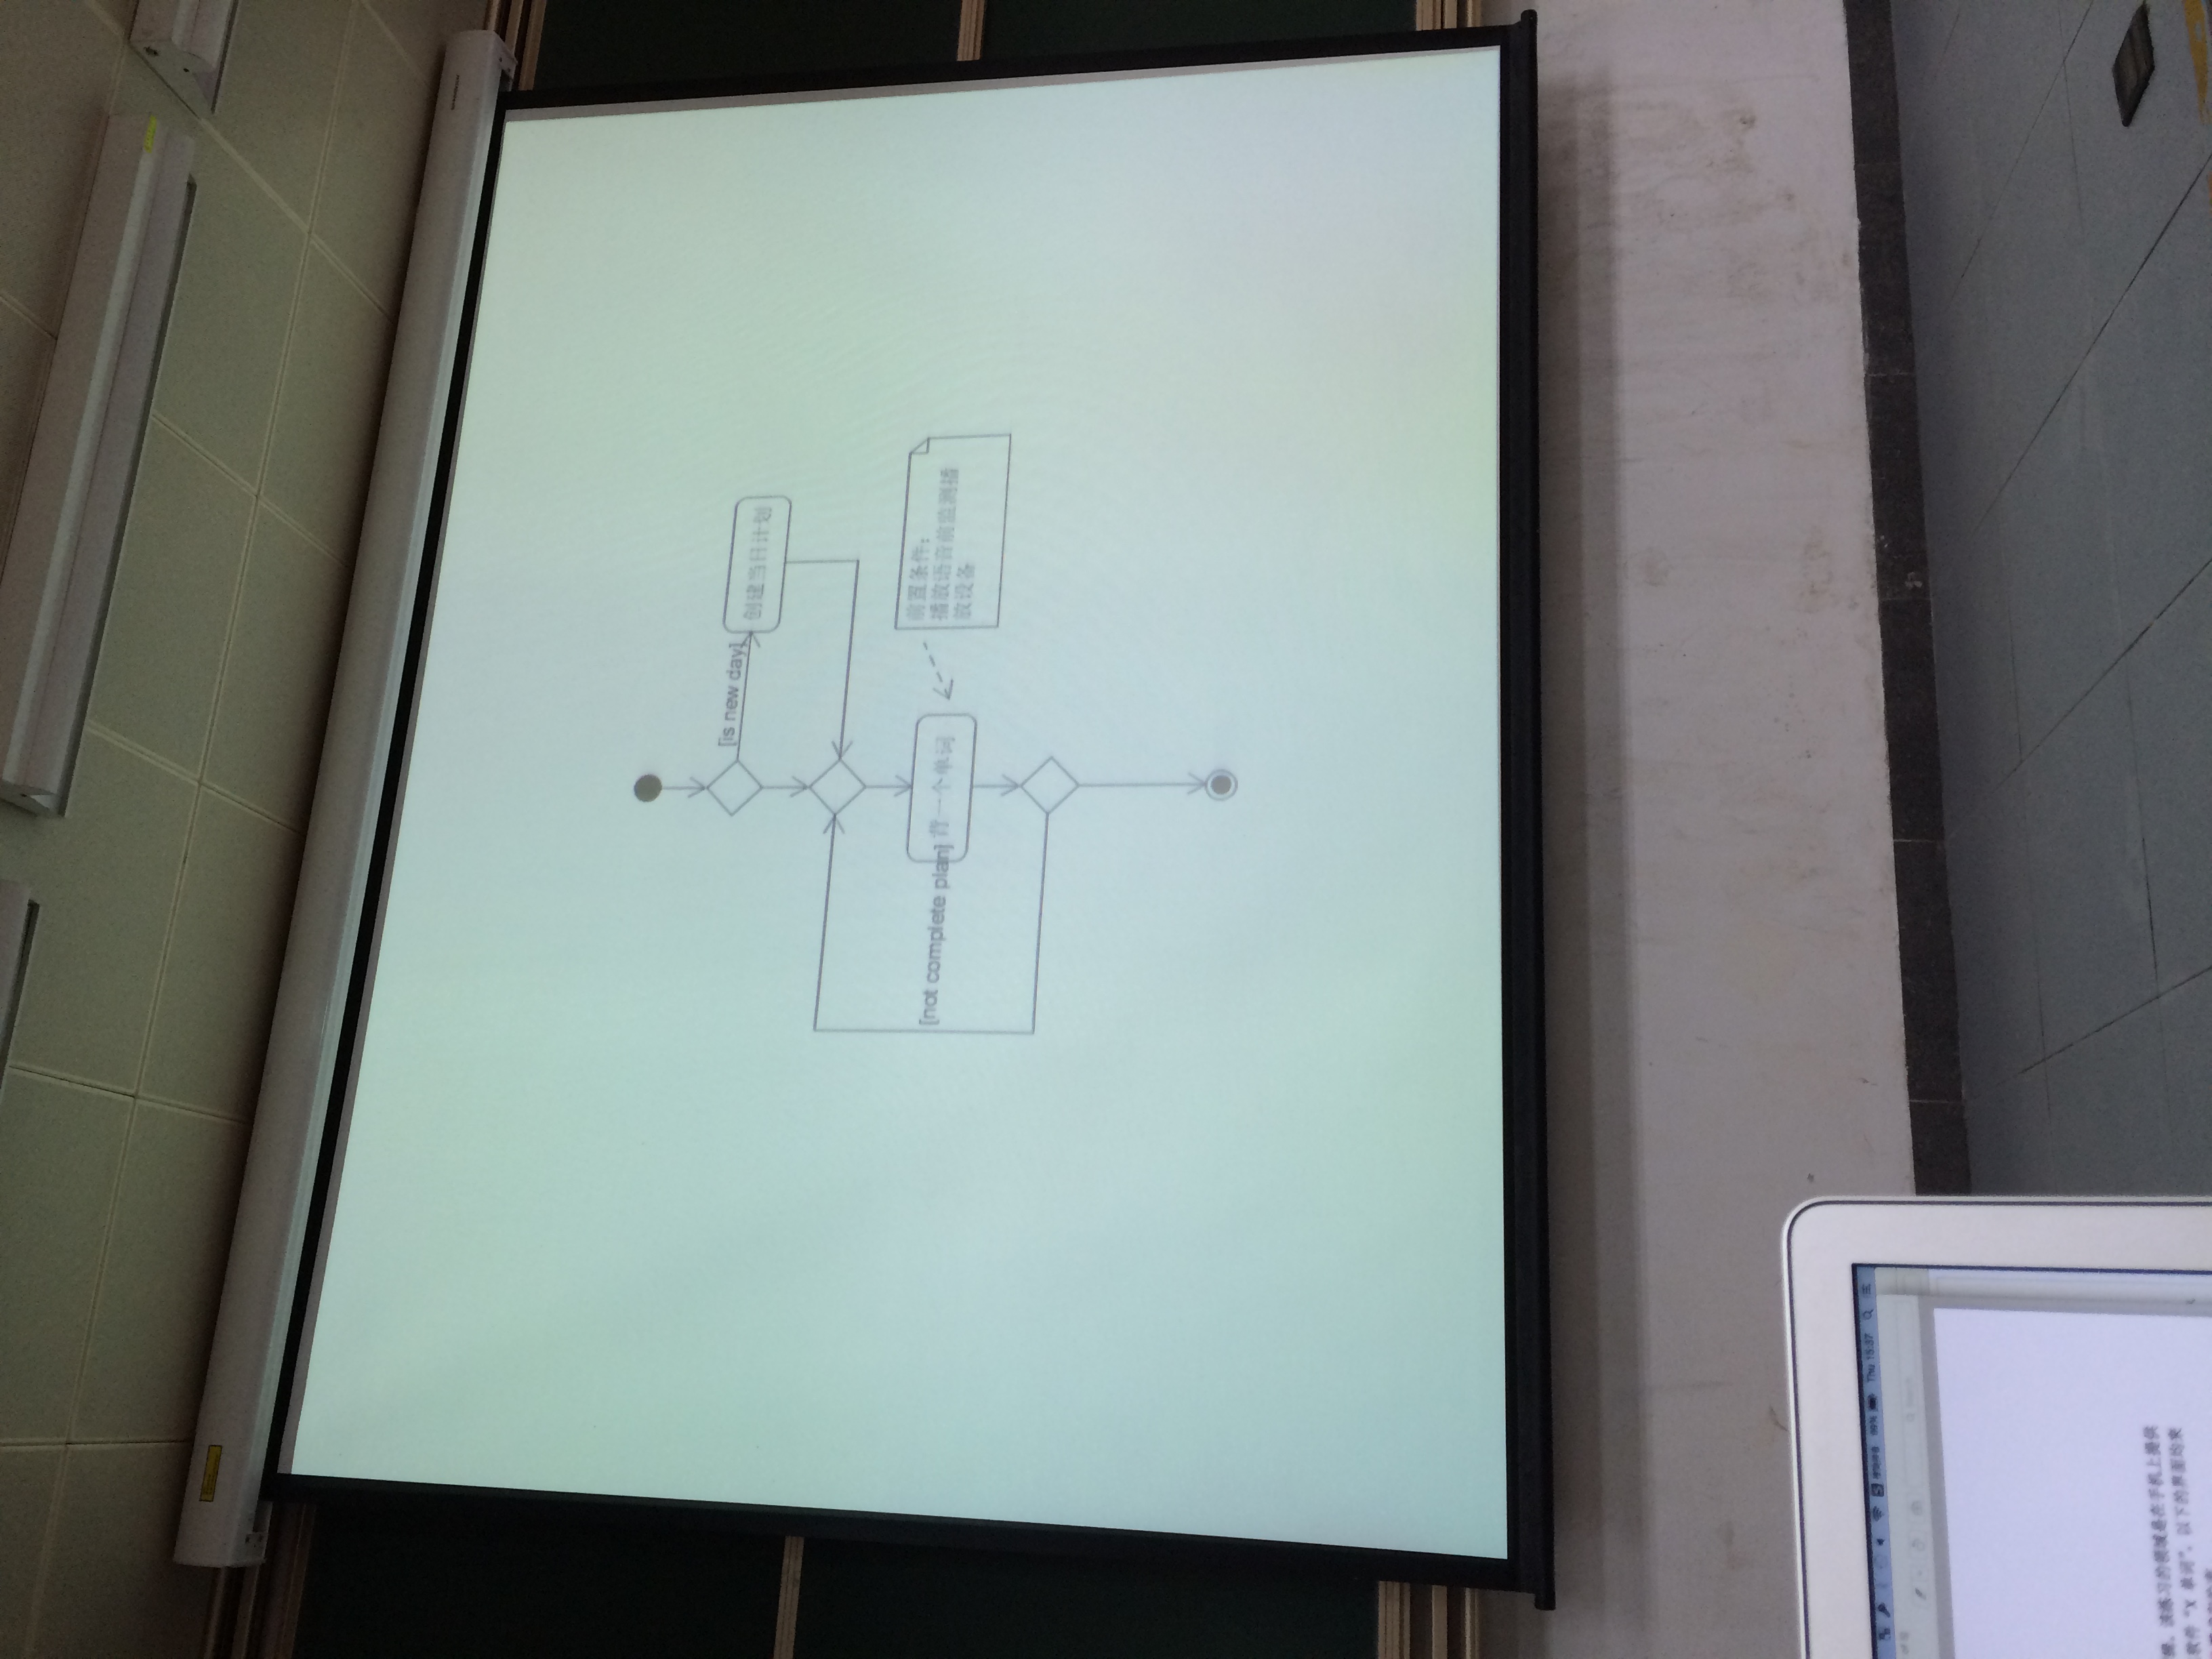 [is new day]
创建当日计划
[not complete plan]
背一个单词
前置条件:
播放语音前监测播
放设备
99%
Thu 15:37
Search
该练习的领域是在手机上提供
软件“X 单词”。以下的界面均来